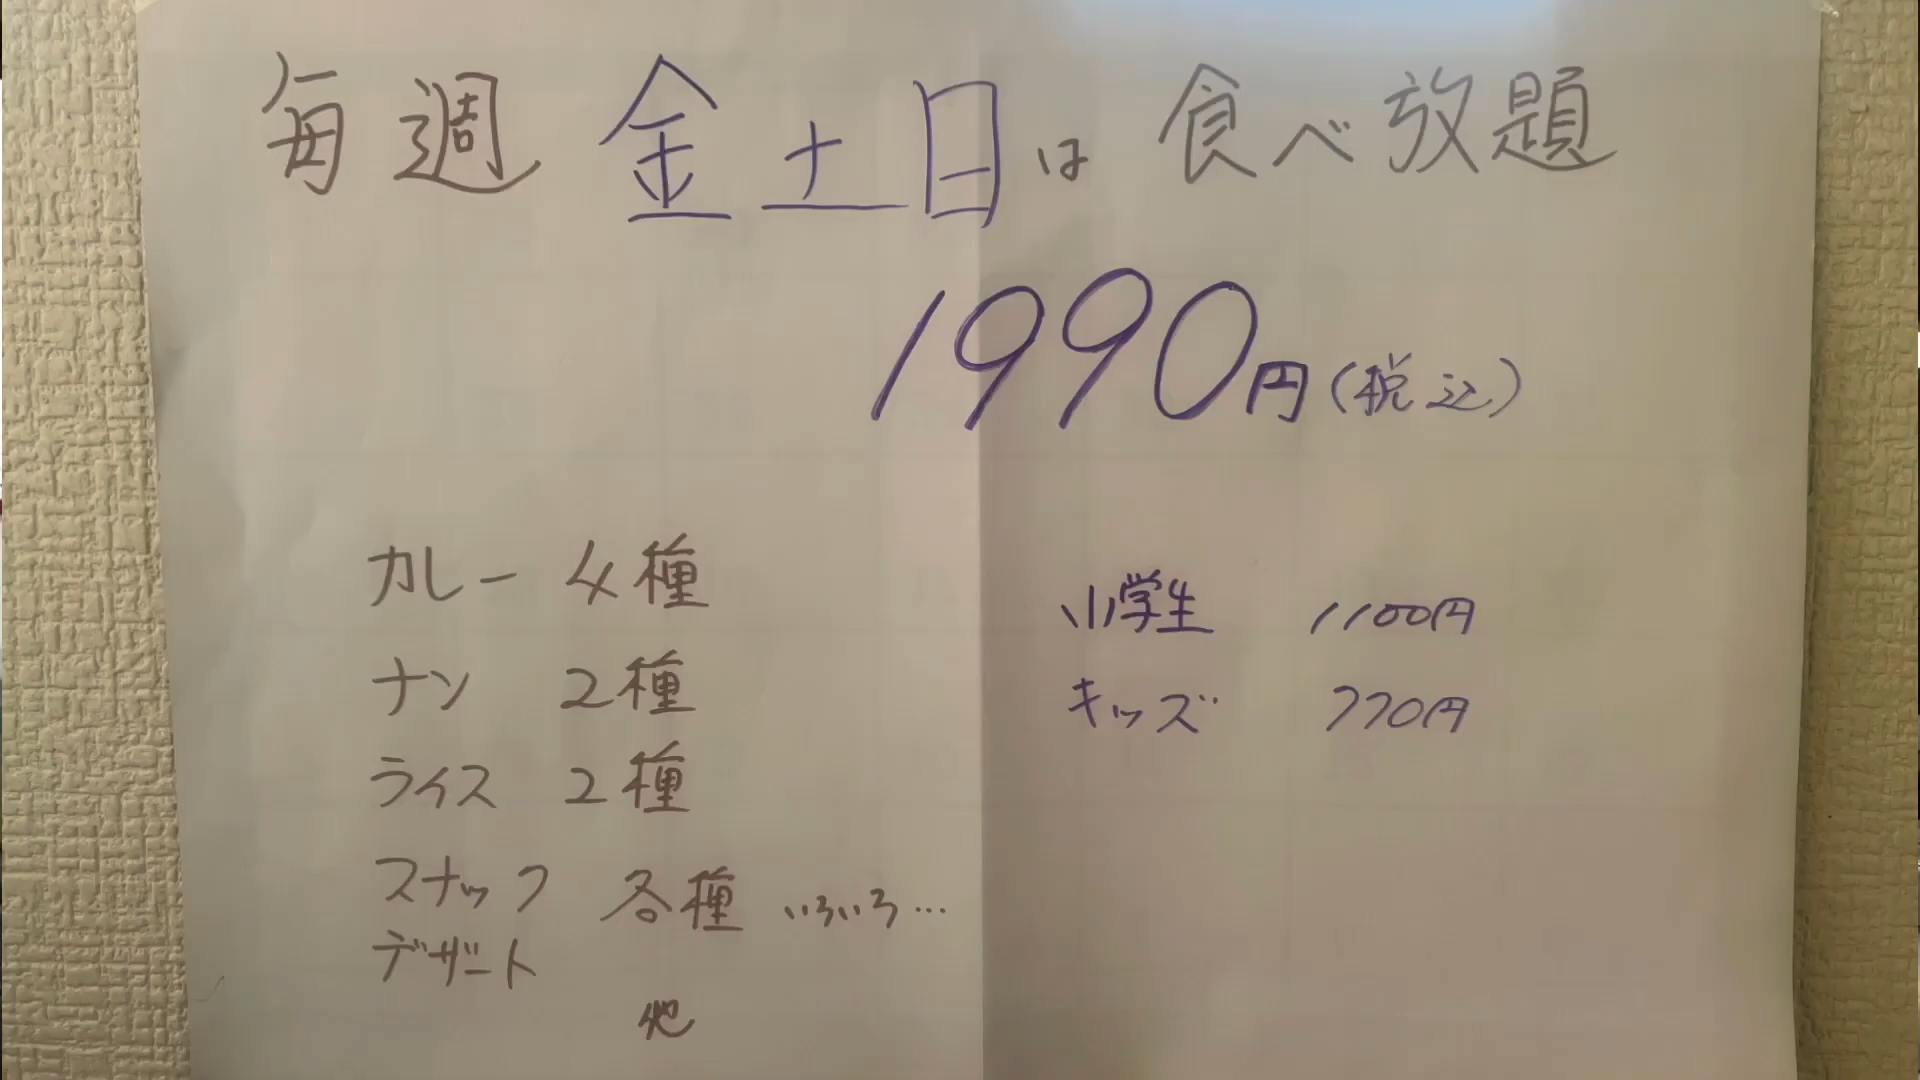 毎週 金土日は 食べ放題
1990円(税込)
カレー 4種
ナン 2種
ライス 2種
スナック 各種 いろいろ…
デザート
他
小学生 1100円
キッズ 770円